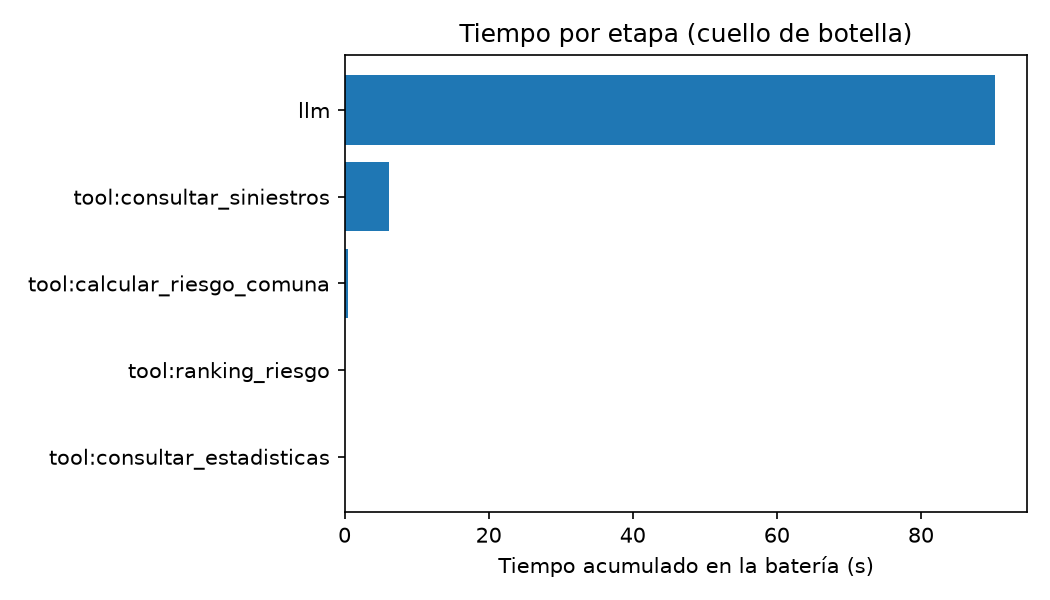 Tiempo por etapa (cuello de botella)
llm
tool:consultar_siniestros
tool:calcular_riesgo_comuna
tool:ranking_riesgo
tool:consultar_estadisticas
0 20 40 60 80
Tiempo acumulado en la batería (s)